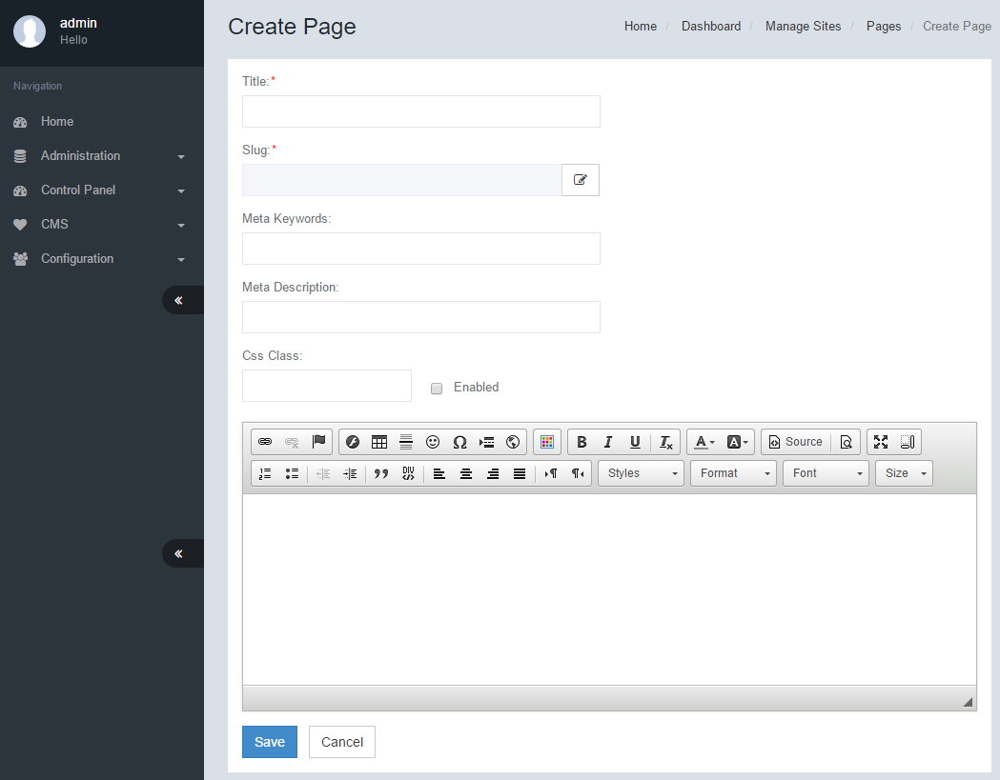 admin
Hello
Navigation
Home
Administration
Control Panel
CMS
Configuration
Create Page
Home / Dashboard / Manage Sites / Pages / Create Page
Title:*
Slug:*
Meta Keywords:
Meta Description:
Css Class:
Enabled
Source
Styles Format Font Size
Save Cancel